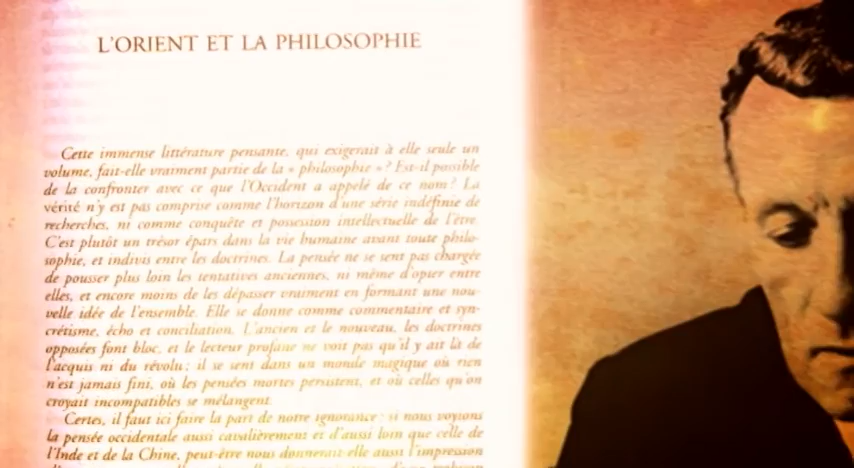 L'ORIENT ET LA PHILOSOPHIE
Cette immense littérature pensante, qui exigerait à elle seule un
volume, fait-elle vraiment partie de la « philosophie » ? Est-il possible
de la confronter avec ce que l'Occident a appelé de ce nom ? La
vérité n'y est pas comprise comme l'horizon d'une série indéfinie de
recherches, ni comme conquête et possession intellectuelle de l'être.
C'est plutôt un trésor épars dans la vie humaine avant toute philo-
sophie, et indivis entre les doctrines. La pensée ne se sent pas chargée
de pousser plus loin les tentatives anciennes, ni même d'opter entre
elles, et encore moins de les dépasser vraiment en formant une nou-
velle idée de l'ensemble. Elle se donne comme commentaire et syn-
crétisme, écho et conciliation. L'ancien et le nouveau, les doctrines
opposées font bloc, et le lecteur profane ne voit pas qu'il y ait là de
l'acquis ni du révolu ; il se sent dans un monde magique où rien
n'est jamais fini, où les pensées mortes persistent, et où celles qu'on
croyait incompatibles se mélangent.
Certes, il faut ici faire la part de notre ignorance : si nous voyions
la pensée occidentale aussi cavalièrement et d'aussi loin que celle de
l'Inde et de la Chine, peut-être nous donnerait-elle aussi l'impression